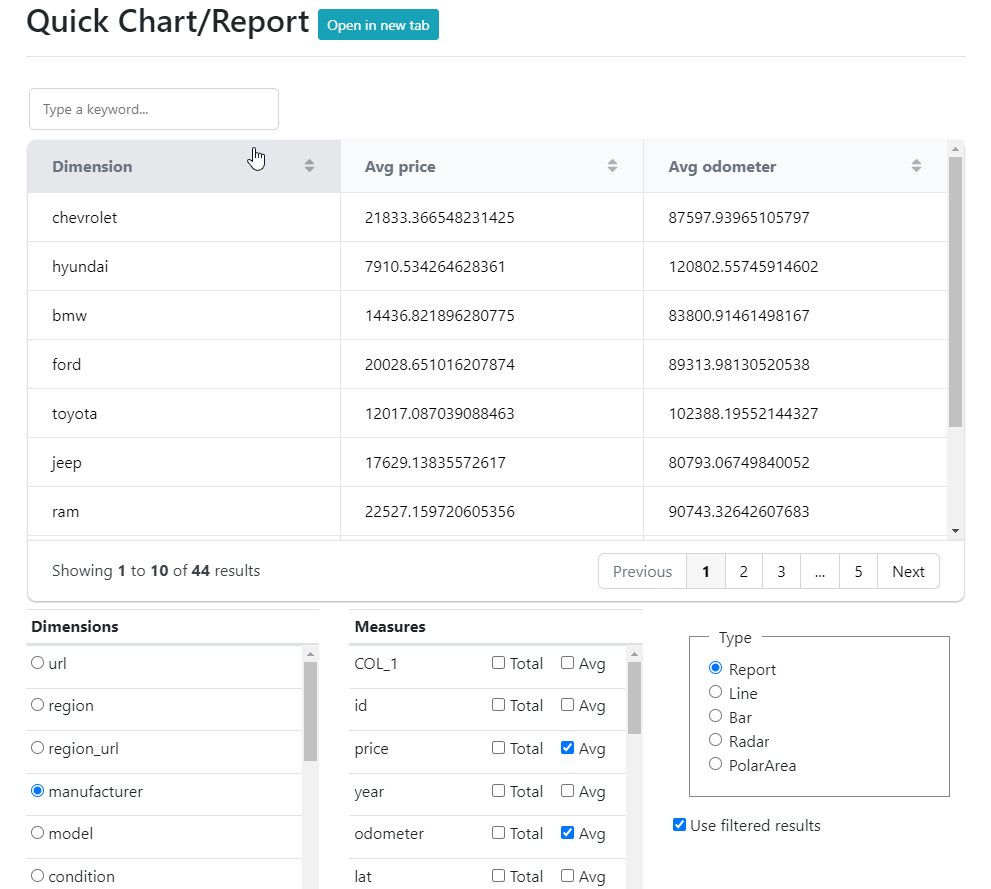 Quick Chart/Report Open in new tab
Type a keyword...
Dimension Avg price Avg odometer
chevrolet 21833.366548231425 87597.93965105797
hyundai 7910.534264628361 120802.55745914602
bmw 14436.821896280775 83800.91461498167
ford 20028.651016207874 89313.98130520538
toyota 12017.087039088463 102388.19552144327
jeep 17629.13835572617 80793.06749840052
ram 22527.159720605356 90743.32642607683
Showing 1 to 10 of 44 results Previous 1 2 3 ... 5 Next
Dimensions
url
region
region_url
manufacturer
model
condition
Measures
COL_1 Total Avg
id Total Avg
price Total Avg
year Total Avg
odometer Total Avg
lat Total Avg
Type
Report
Line
Bar
Radar
PolarArea
Use filtered results